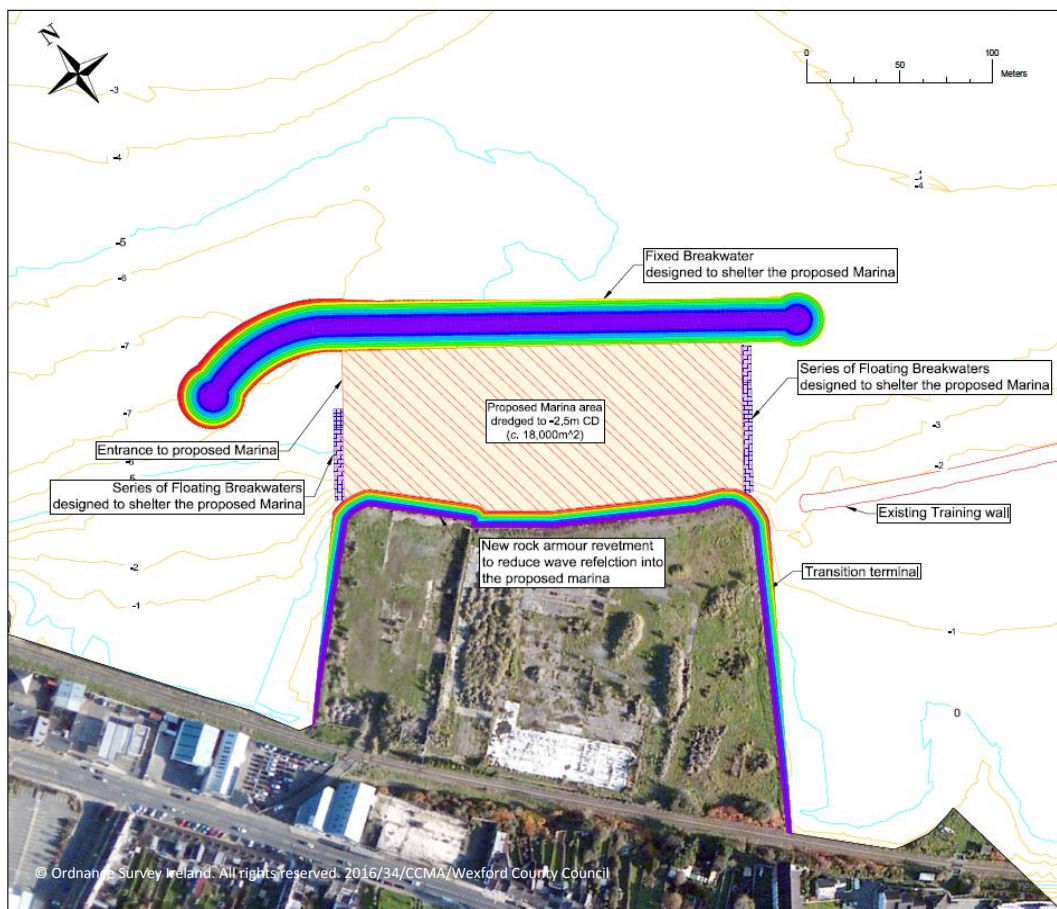 N
0
50
100
Meters
-3
-4
-4
-4
-5
-6
-7
Fixed Breakwater
designed to shelter the proposed Marina
Series of Floating Breakwaters
designed to shelter the proposed Marina
Proposed Marina area
dredged to -2,5m CD
(c. 18,000m^2)
-7
-3
-2
Entrance to proposed Marina
-6
5
Series of Floating Breakwaters
designed to shelter the proposed Marina
Existing Training wall
New rock armour revetment
to reduce wave refelction into
the proposed marina
Transition terminal
-2
-1
-1
0
© Ordnance Survey Ireland. All rights reserved. 2016/34/CCMA/Wexford County Council